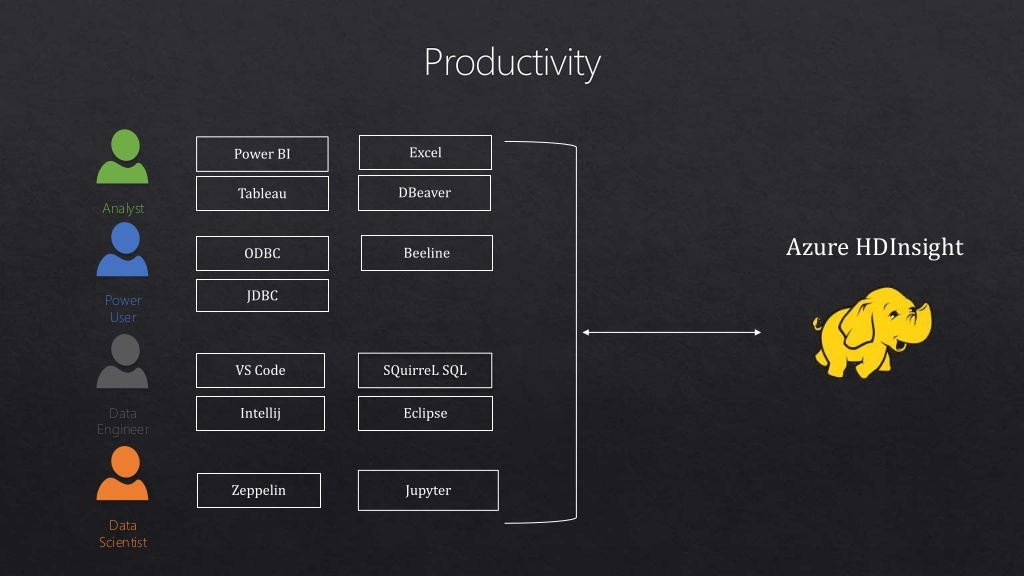 Productivity
Power BI
Excel
Tableau
DBeaver
Analyst
ODBC
Beeline
JDBC
Power
User
VS Code
SQuirreL SQL
Intellij
Eclipse
Data
Engineer
Zeppelin
Jupyter
Data
Scientist
Azure HDInsight